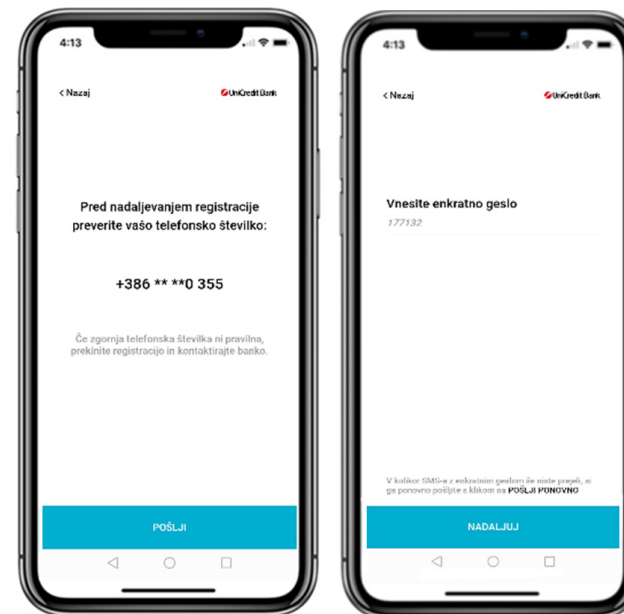 4:13
< Nazaj
UniCredit Bank
Pred nadaljevanjem registracije
preverite vašo telefonsko številko:
+386 ** **0 355
Če zgornja telefonska številka ni pravilna,
prekinite registracijo in kontaktirajte banko.
POŠLJI
4:13
< Nazaj
UniCredit Bank
Vnesite enkratno geslo
177132
V kolikor SMS-a z enkratnim geslom še niste prejeli, si
ga ponovno pošljite s klikom na POŠLJI PONOVNO
NADALJUJ